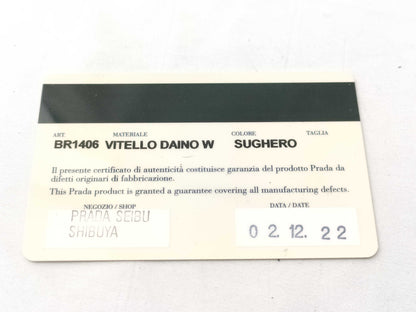 ART MATERIALE COLORE TAGLIA
BR1406 VITELLO DAINO W SUGHERO
Il presente certificato di autenticità costituisce garanzia del prodotto Prada da
difetti originari di fabbricazione.
This Prada product is granted a guarantee covering all manufacturing defects.
NEGOZIO / SHOP DATA / DATE
PRADA SEIBU
SHIBUYA
02.12.22